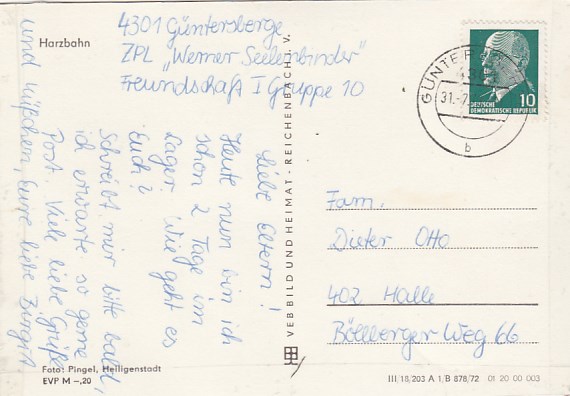 Harzbahn
4301 Güntersberge
ZPL „Werner Seelenbinder"
Freundschaft I Gruppe 10
Liebe Eltern!
Heute nun bin ich
schon 2 Tage im
Lager. Wie geht es
Euch?
Schreibt mir bitte bald,
ich erwarte so gerne
Post. Viele liebe Grüße
und Küßchen, Eure liebe Birgit
VEB BILD UND HEIMAT · REICHENBACH i. V.
10
DEUTSCHE
DEMOKRATISCHE REPUBLIK
31.-7.
b
Fam.
Dieter Otto
402 Halle
Böllberger Weg 66
Foto: Pingel, Heiligenstadt
EVP M –,20
III/18/203 A 1/B 878/72 01 20 00 003